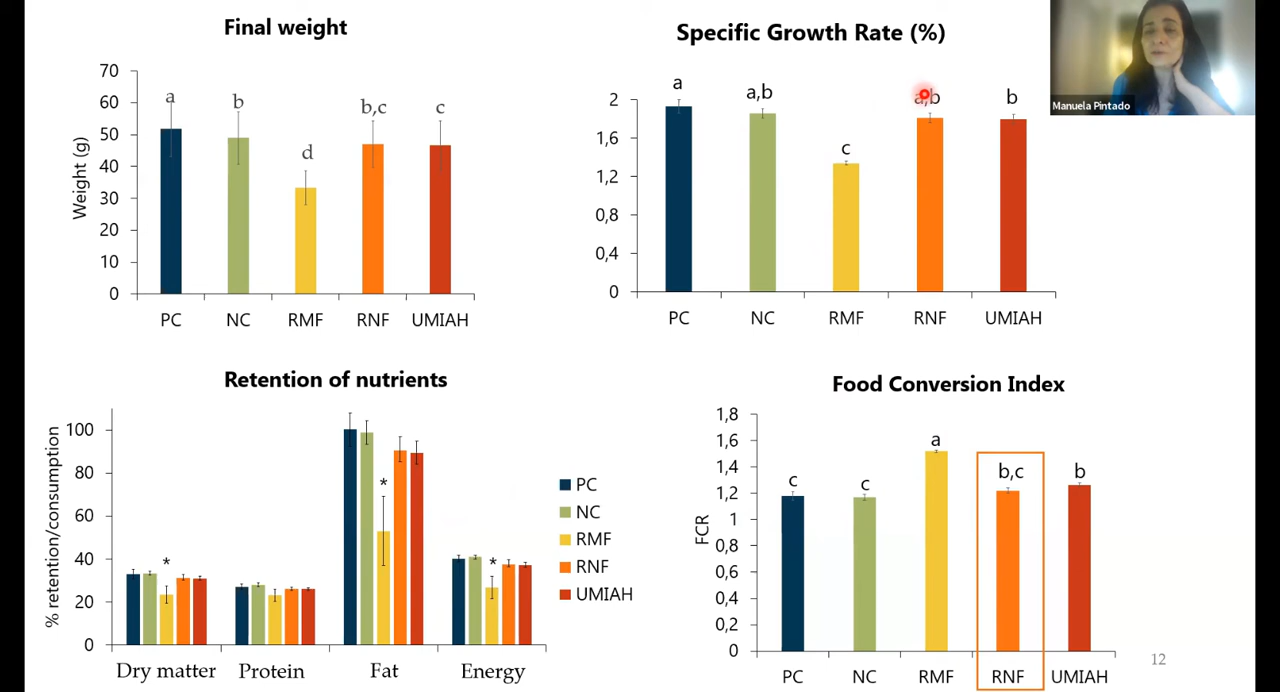 Final weight
70
60
50
40
30
20
10
0
Weight (g)
a
b
d
b,c
c
PC NC RMF RNF UMIAH
Specific Growth Rate (%)
2
1,6
1,2
0,8
0,4
0
a
a,b
c
a,b
b
PC NC RMF RNF UMIAH
Manuela Pintado
Retention of nutrients
100
80
60
40
20
0
% retention/consumption
*
*
*
Dry matter Protein Fat Energy
PC
NC
RMF
RNF
UMIAH
Food Conversion Index
1,8
1,6
1,4
1,2
1
0,8
0,6
0,4
0,2
0
FCR
c
c
a
b,c
b
PC NC RMF RNF UMIAH
12